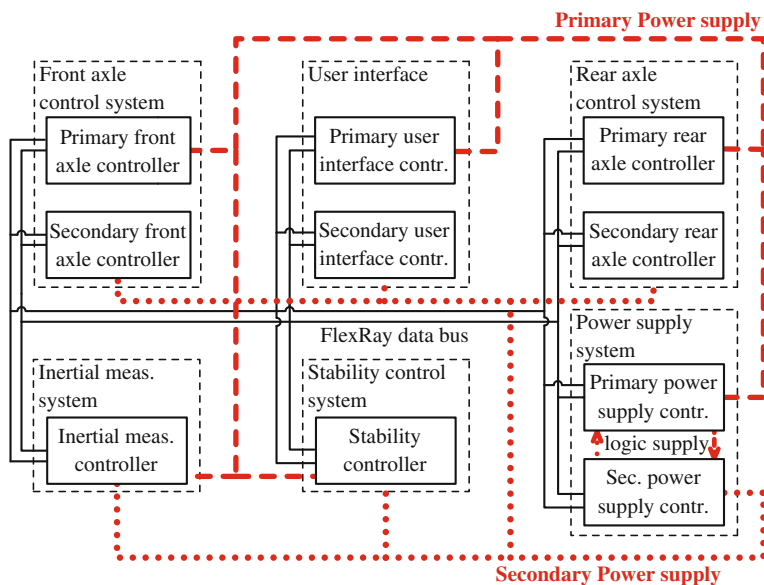 Primary Power supply
Front axle
control system
Primary front
axle controller
Secondary front
axle controller
User interface
Primary user
interface contr.
Secondary user
interface contr.
Rear axle
control system
Primary rear
axle controller
Secondary rear
axle controller
FlexRay data bus
Inertial meas.
system
Inertial meas.
controller
Stability control
system
Stability
controller
Power supply
system
Primary power
supply contr.
logic supply
Sec. power
supply contr.
Secondary Power supply